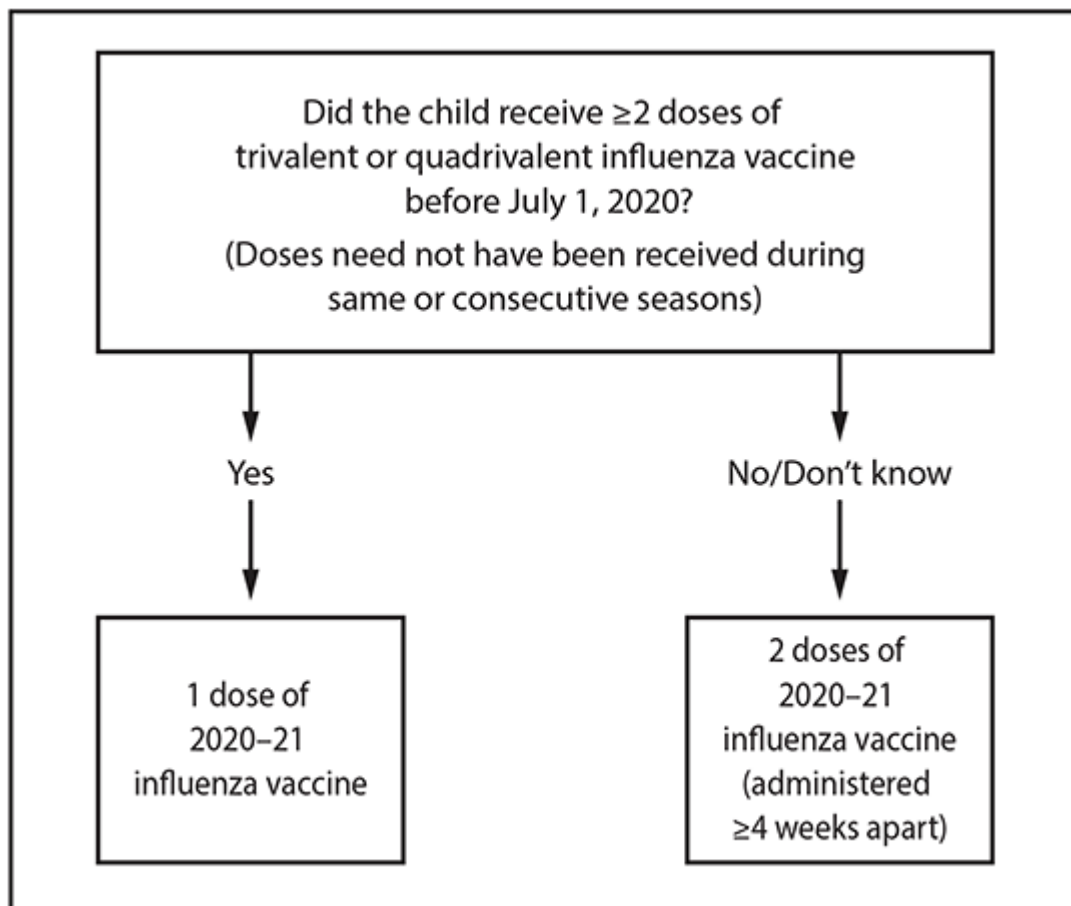 Did the child receive ≥2 doses of
trivalent or quadrivalent influenza vaccine
before July 1, 2020?
(Doses need not have been received during
same or consecutive seasons)
Yes
No/Don’t know
1 dose of
2020–21
influenza vaccine
2 doses of
2020–21
influenza vaccine
(administered
≥4 weeks apart)